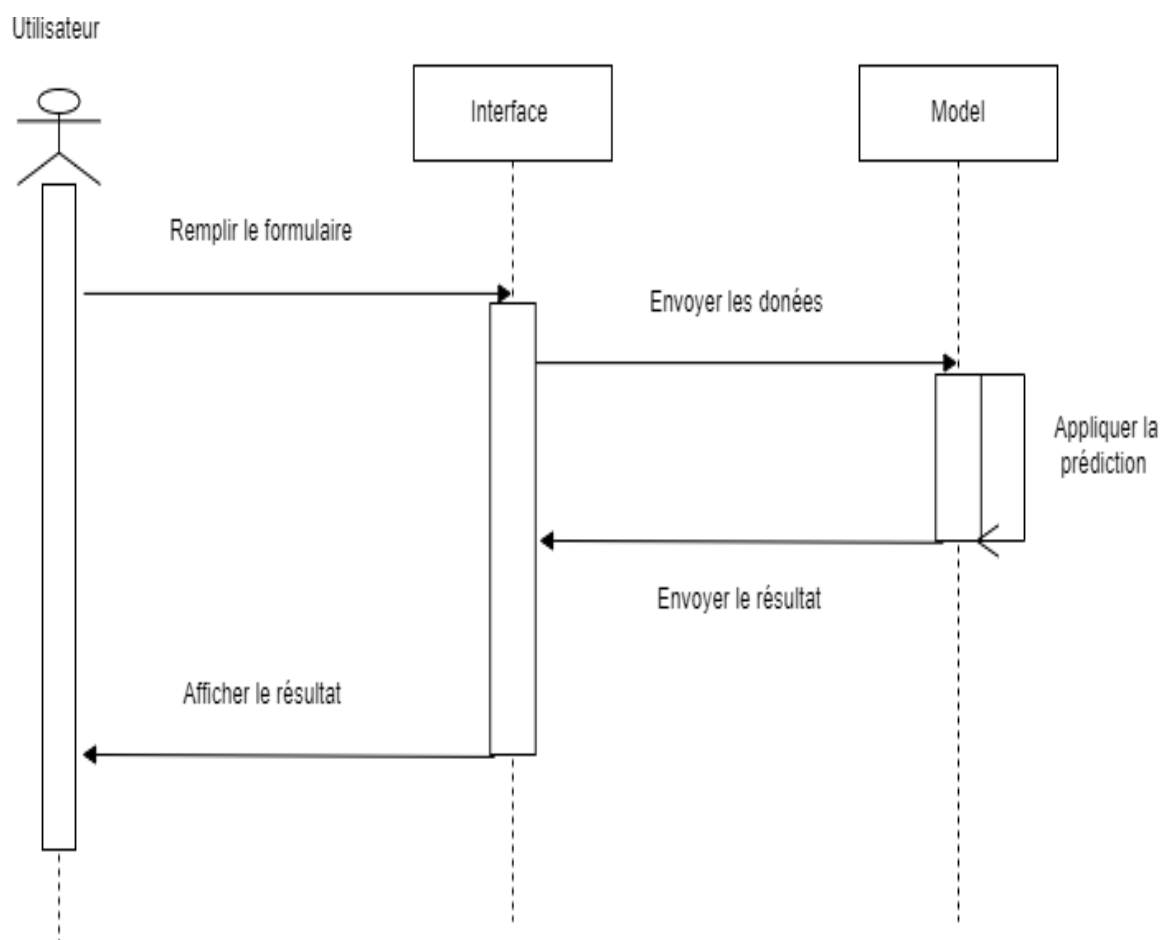 Utilisateur
Interface
Model
Remplir le formulaire
Envoyer les donées
Appliquer la
prédiction
Envoyer le résultat
Afficher le résultat